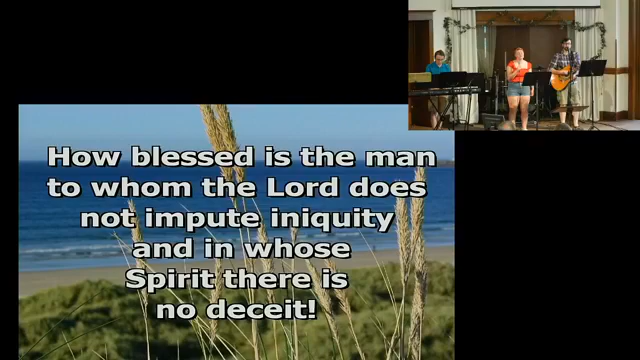 How blessed is the man
to whom the Lord does
not impute iniquity
and in whose
Spirit there is
no deceit!